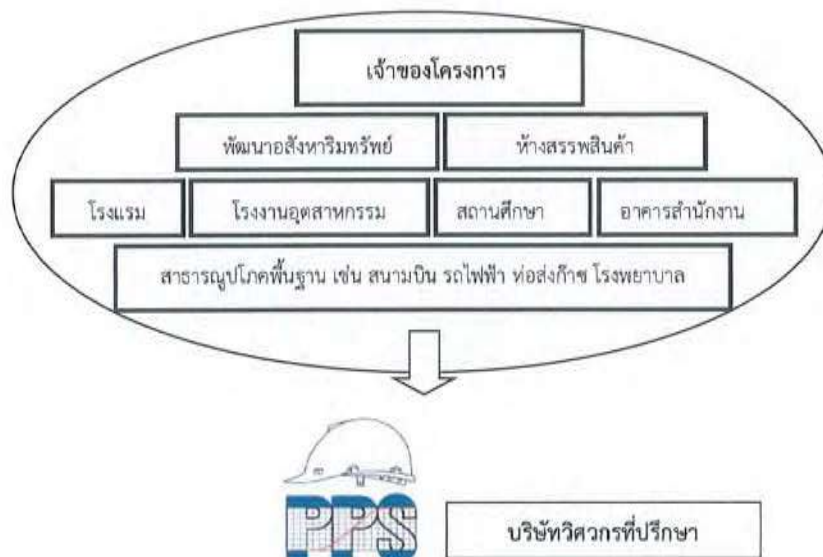 เจ้าของโครงการ
พัฒนาอสังหาริมทรัพย์ ห้างสรรพสินค้า
โรงแรม โรงงานอุตสาหกรรม สถานศึกษา อาคารสำนักงาน
สาธารณูปโภคพื้นฐาน เช่น สนามบิน รถไฟฟ้า ท่อส่งก๊าซ โรงพยาบาล
PPS บริษัทวิศวกรที่ปรึกษา